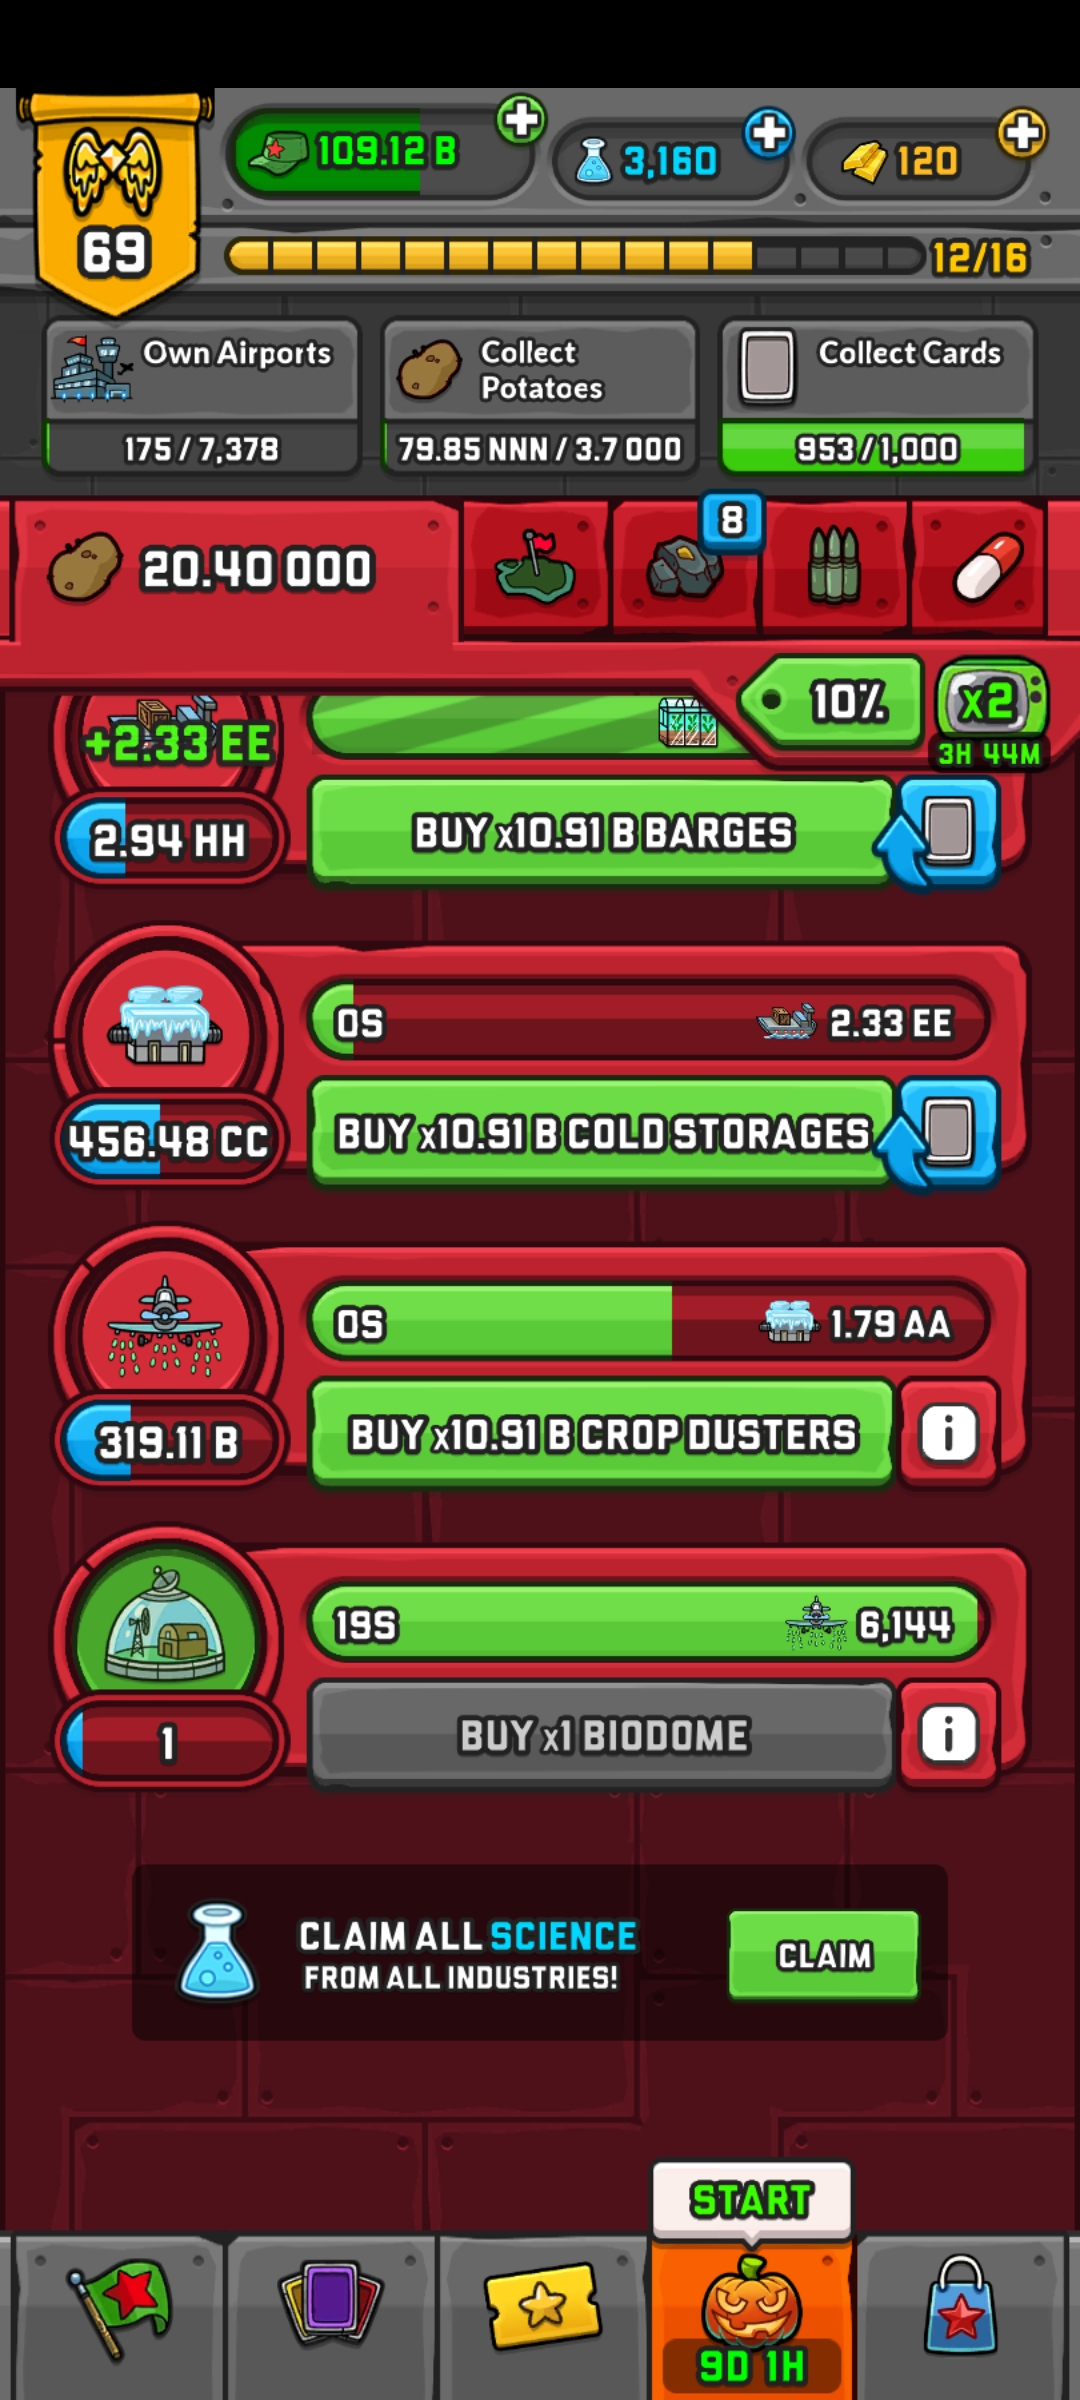 109.12 B
3,160
120
69
12/16
Own Airports
175 / 7,378
Collect
Potatoes
79.85 NNN / 3.7 OOO
Collect Cards
953 / 1,000
20.40 OOO
8
10%
x2
3H 44M
+2.33 EE
2.94 HH
BUY x10.91 B BARGES
0S
2.33 EE
456.48 CC
BUY x10.91 B COLD STORAGES
0S
1.79 AA
319.11 B
BUY x10.91 B CROP DUSTERS
i
19S
6,144
1
BUY x1 BIODOME
i
CLAIM ALL SCIENCE
FROM ALL INDUSTRIES!
CLAIM
START
9D 1H